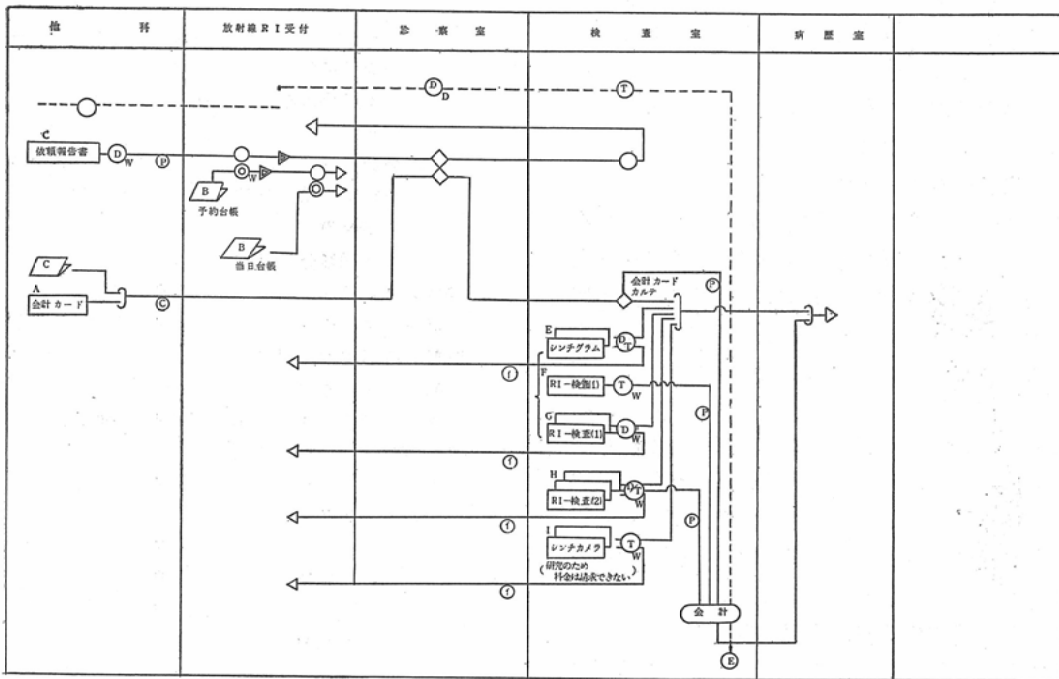 他 科
放射線RI受付
診 察 室
検 査 室
病 歴 室
D
D
T
C
依頼報告書
D
W
P
W
B
予約台帳
B
当日台帳
C
A
会計カード
C
会計カード
カルテ
P
E
レンチグラム
D
T
f
F
RI-検査(1)
T
W
P
G
RI-検査(1)
D
W
f
H
RI-検査(2)
D
T
W
P
f
I
レンチカメラ
T
W
(研究のため
料金は請求できない)
f
会 計
E